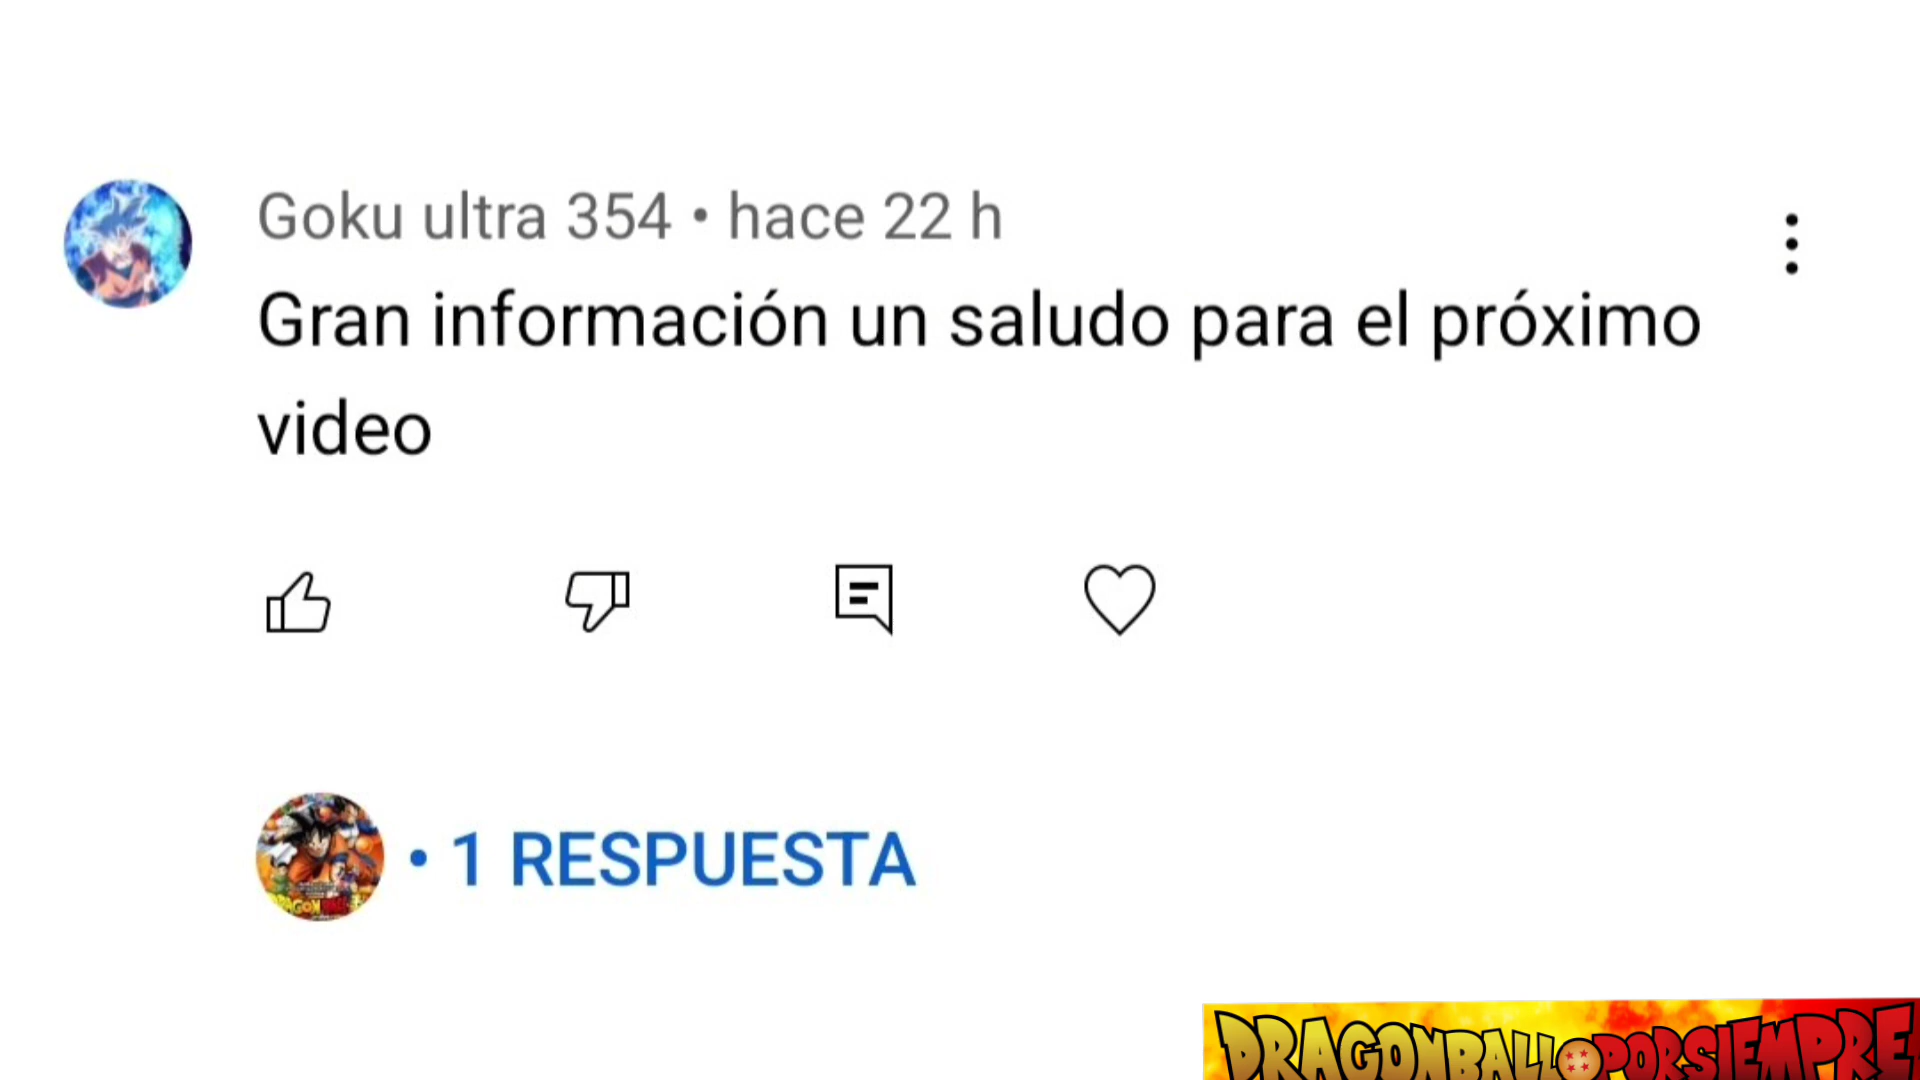 Goku ultra 354 • hace 22 h
Gran información un saludo para el próximo
video
• 1 RESPUESTA
DRAGONBALLPORSIEMPRE